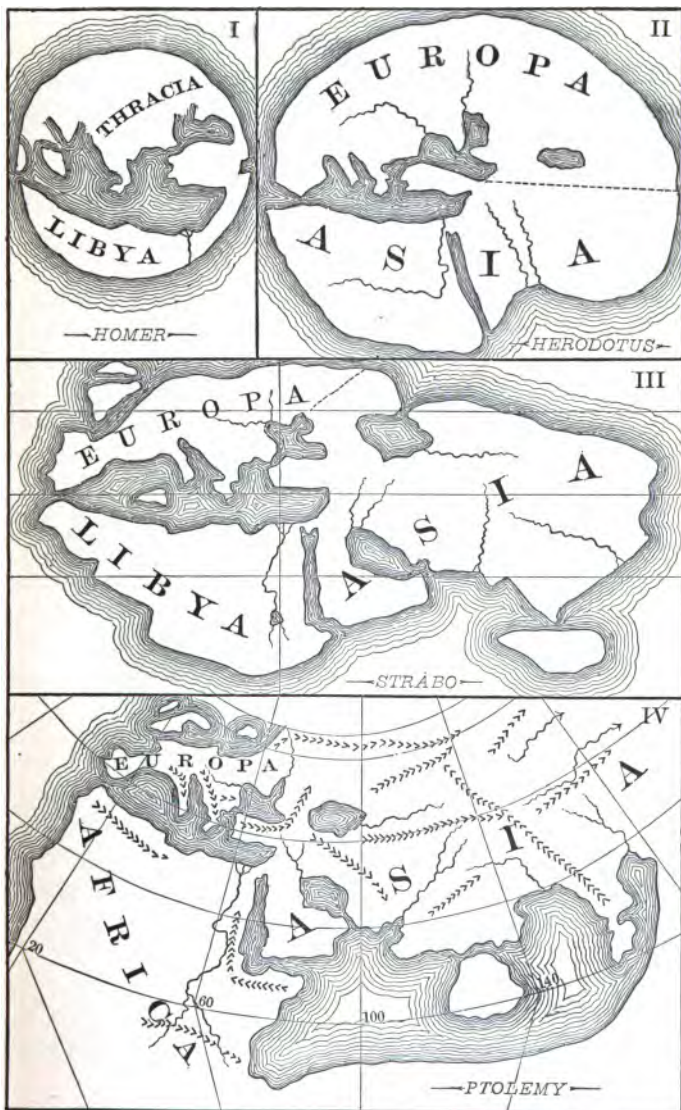 I
THRACIA
LIBYA
HOMER
II
EUROPA
ASIA
HERODOTUS
III
EUROPA
ASIA
LIBYA
STRABO
IV
EUROPA
ASIA
AFRICA
20
60
100
140
PTOLEMY